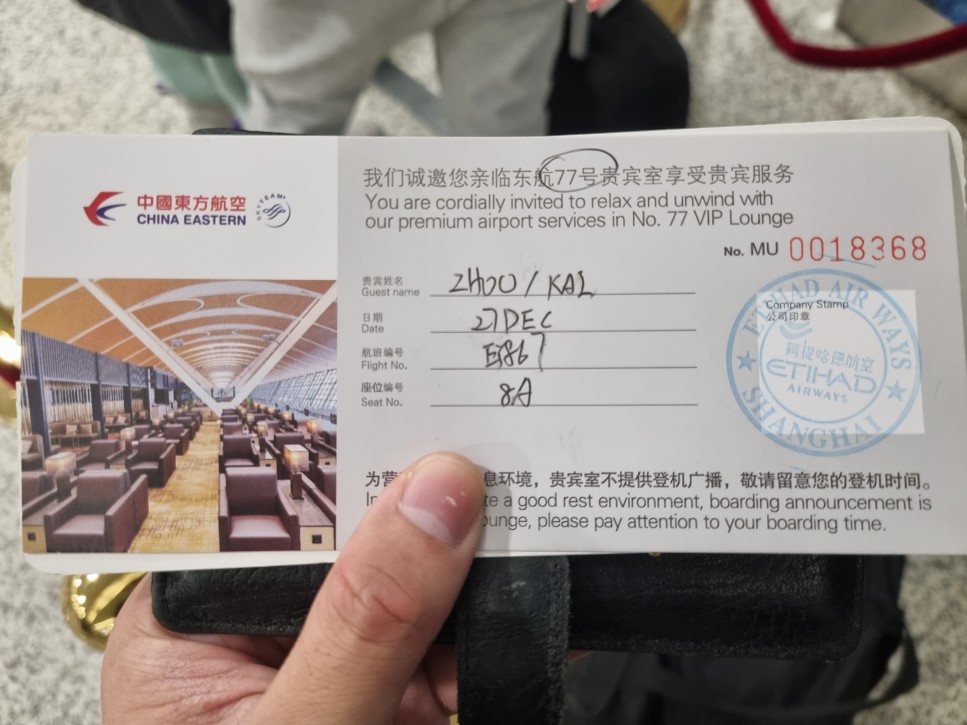 中國東方航空
CHINA EASTERN
SKYTEAM
我们诚邀您亲临东航77号贵宾室享受贵宾服务
You are cordially invited to relax and unwind with
our premium airport services in No. 77 VIP Lounge
No. MU 0018368
贵宾姓名
Guest name
ZHOU / KAI
日期
Date
27 DEC
航班编号
Flight No.
EY867
座位编号
Seat No.
8A
Company Stamp
公司印章
ETIHAD AIRWAYS
阿提哈德航空
ETIHAD
AIRWAYS
SHANGHAI
为营 息环境，贵宾室不提供登机广播，敬请留意您的登机时间。
In a good rest environment, boarding announcement is
please pay attention to your boarding time.